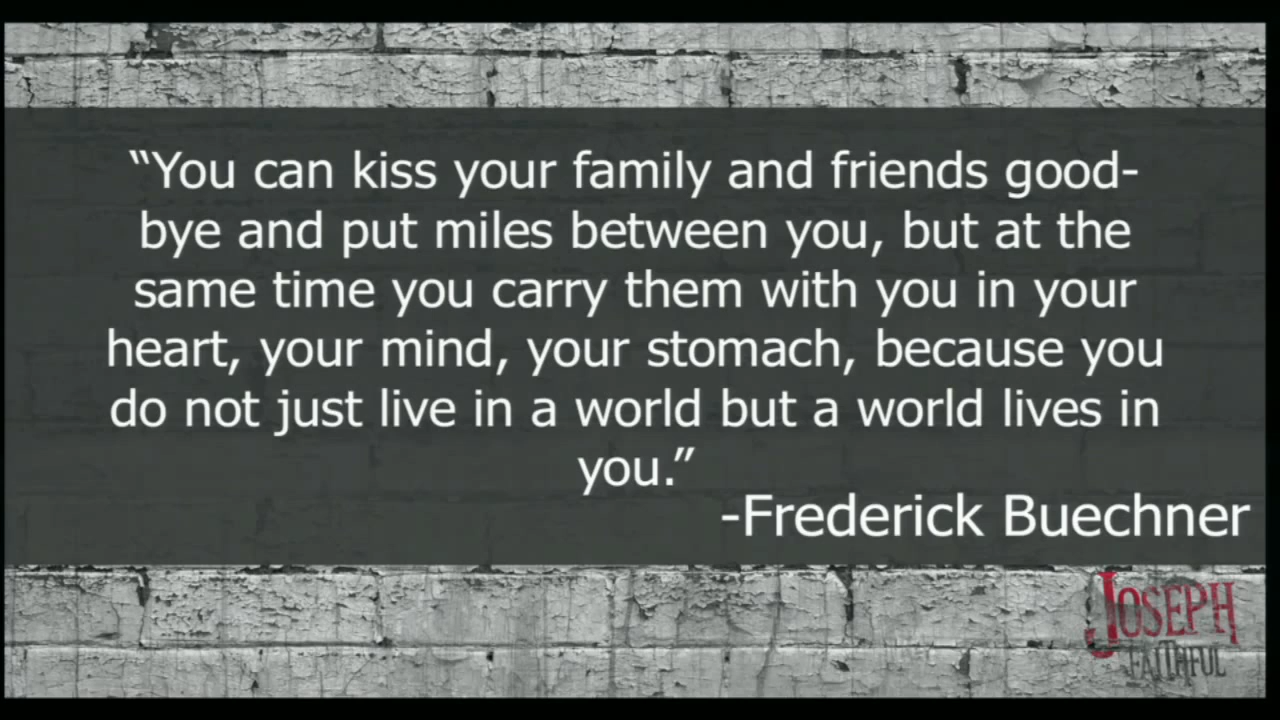 “You can kiss your family and friends good-
bye and put miles between you, but at the
same time you carry them with you in your
heart, your mind, your stomach, because you
do not just live in a world but a world lives in
you.”
-Frederick Buechner
JOSEPH
FAITHFUL